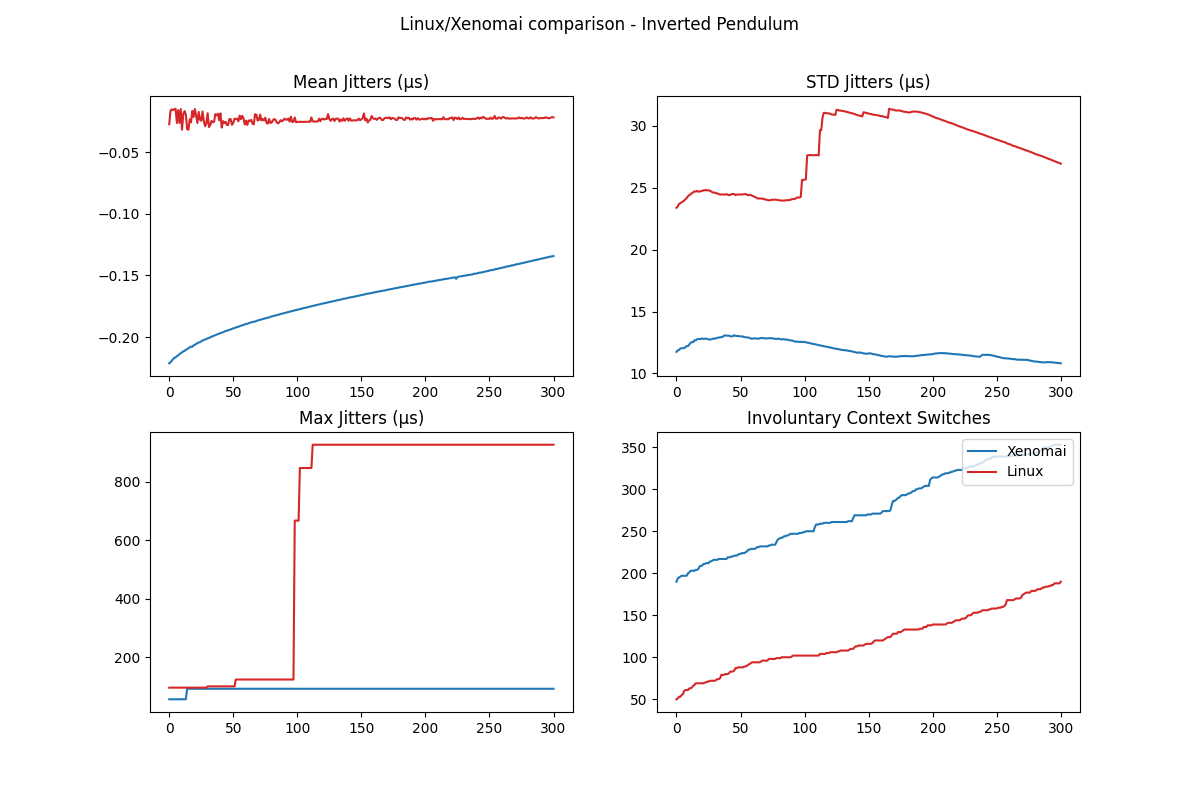 Linux/Xenomai comparison - Inverted Pendulum
Mean Jitters (µs)
−0.05
−0.10
−0.15
−0.20
0 50 100 150 200 250 300
STD Jitters (µs)
30
25
20
15
10
0 50 100 150 200 250 300
Max Jitters (µs)
800
600
400
200
0 50 100 150 200 250 300
Involuntary Context Switches
350
300
250
200
150
100
50
0 50 100 150 200 250 300
Xenomai
Linux